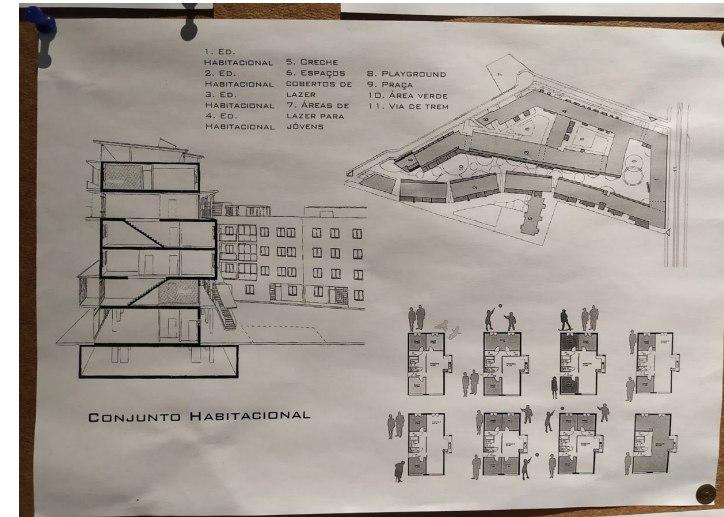 1. ED.
HABITACIONAL
2. ED.
HABITACIONAL
3. ED.
HABITACIONAL
4. ED.
HABITACIONAL
5. CRECHE
6. ESPAÇOS
COBERTOS DE
LAZER
7. ÁREAS DE
LAZER PARA
JÓVENS
8. PLAYGROUND
9. PRAÇA
10. ÁREA VERDE
11. VIA DE TREM
CONJUNTO HABITACIONAL